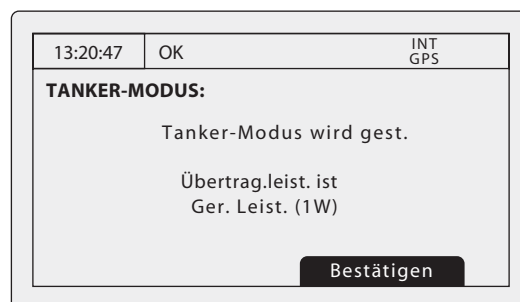 13:20:47 OK INT
GPS
TANKER-MODUS:
Tanker-Modus wird gest.
Übertrag.leist. ist
Ger. Leist. (1W)
Bestätigen